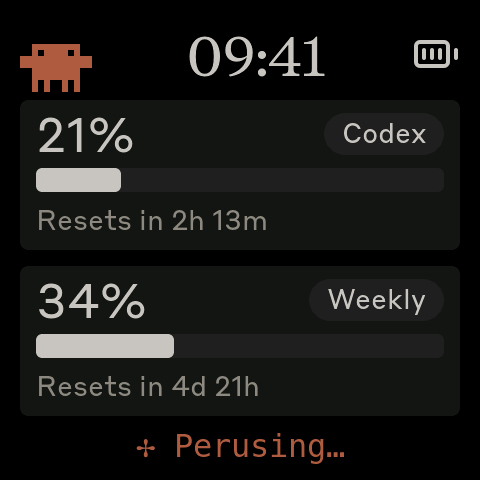 09:41
21%
Codex
Resets in 2h 13m
34%
Weekly
Resets in 4d 21h
✢ Perusing…